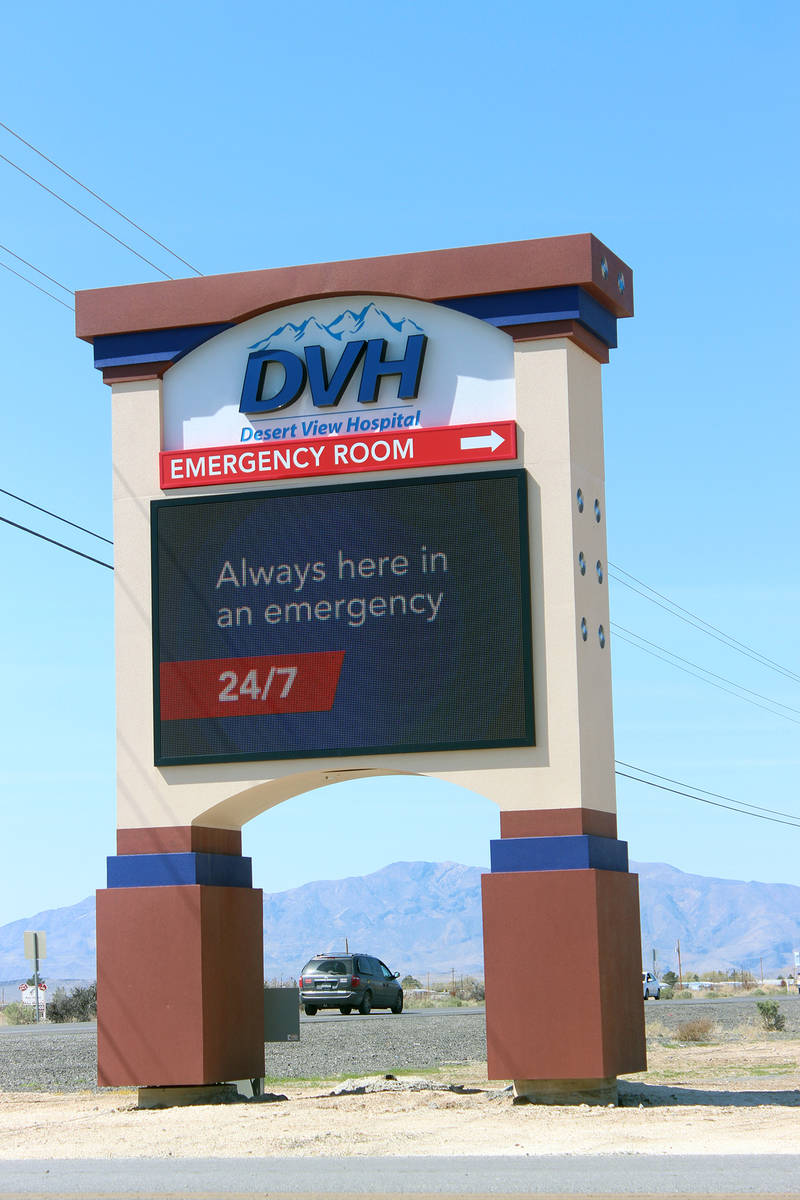 DVH
Desert View Hospital
EMERGENCY ROOM
Always here in
an emergency
24/7